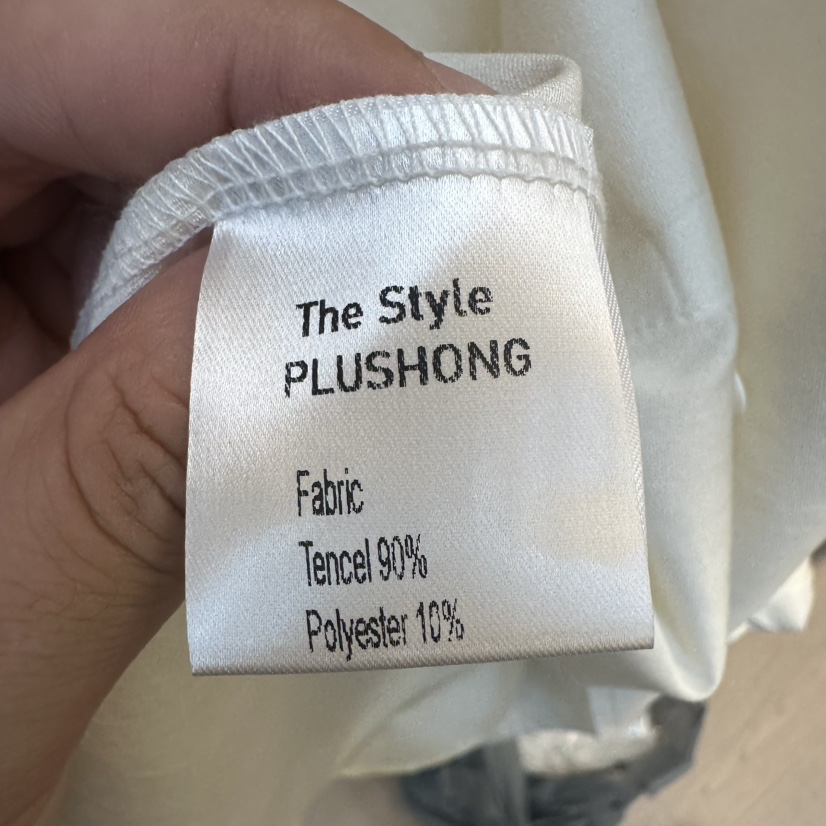 The Style
PLUSHONG
Fabric
Tencel 90%
Polyester 10%